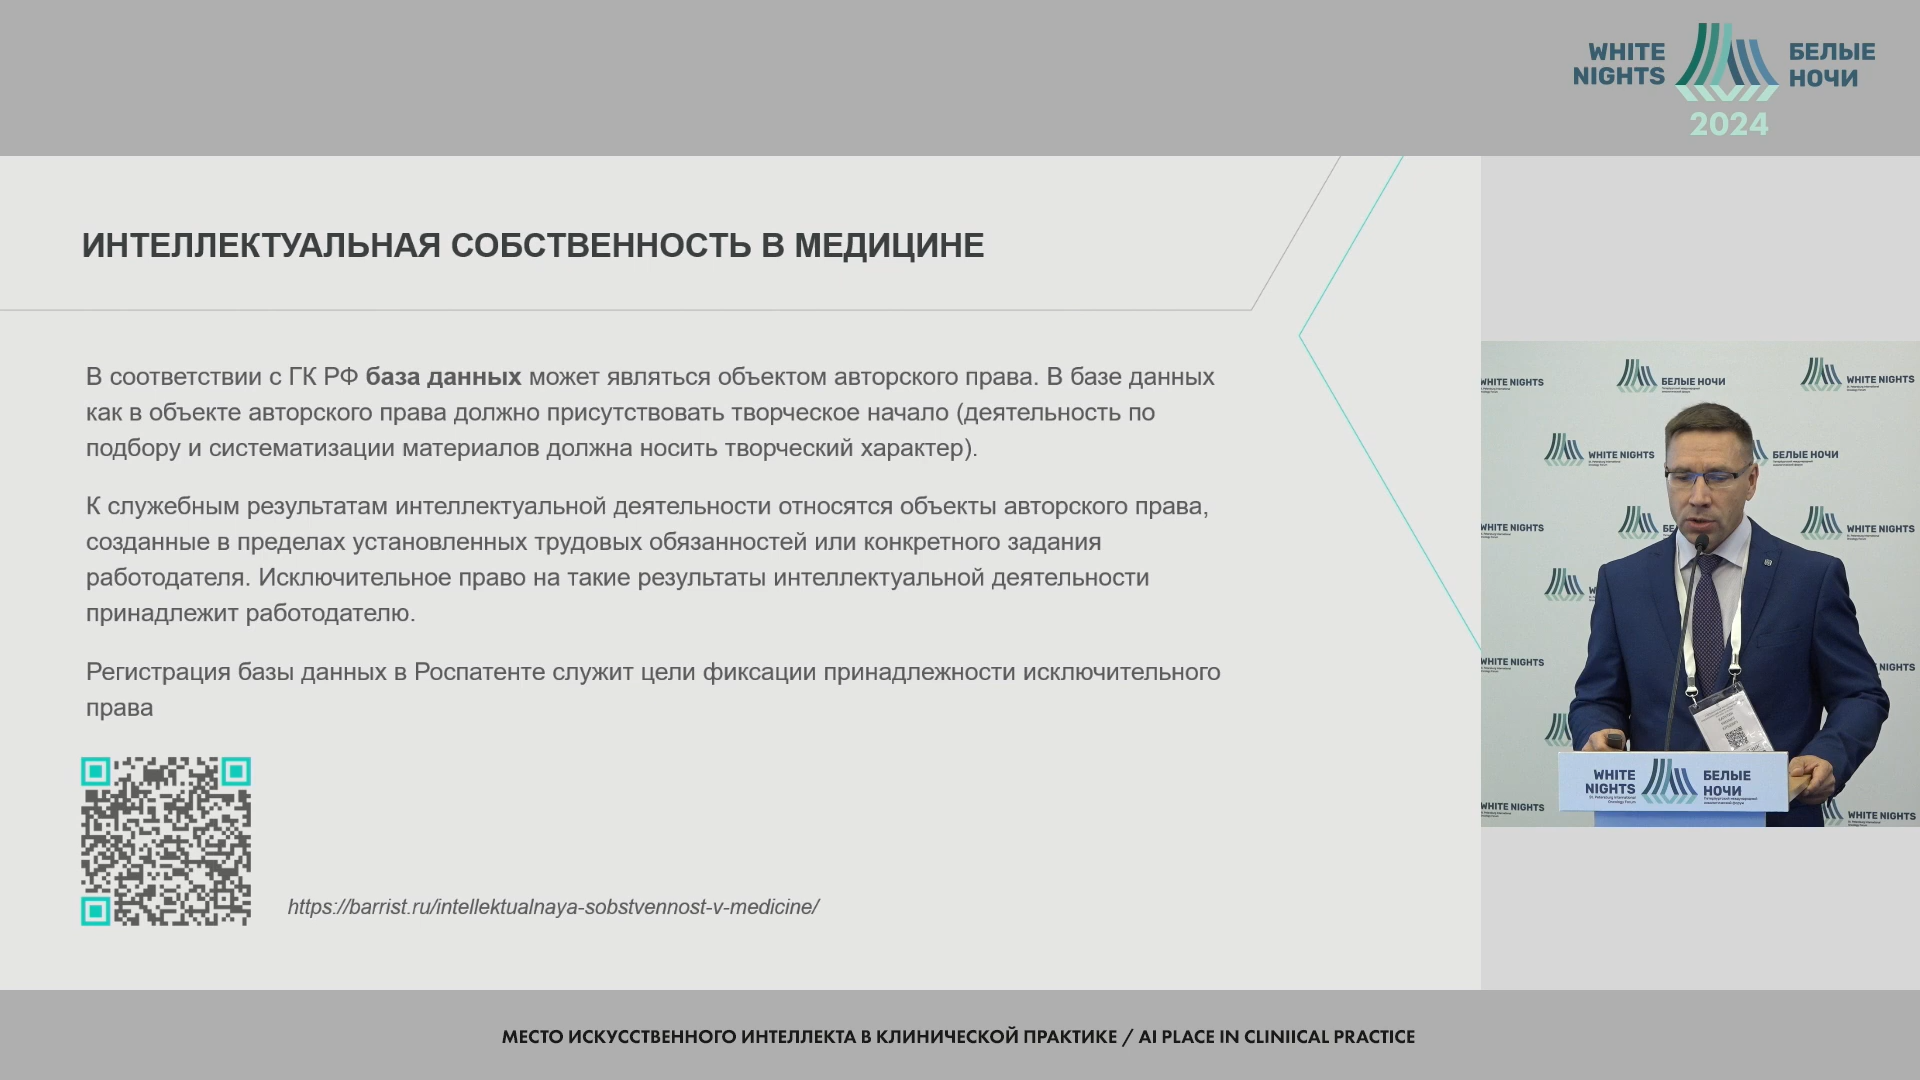 WHITE NIGHTS
БЕЛЫЕ НОЧИ
2024
ИНТЕЛЛЕКТУАЛЬНАЯ СОБСТВЕННОСТЬ В МЕДИЦИНЕ
В соответствии с ГК РФ база данных может являться объектом авторского права. В базе данных
как в объекте авторского права должно присутствовать творческое начало (деятельность по
подбору и систематизации материалов должна носить творческий характер).
К служебным результатам интеллектуальной деятельности относятся объекты авторского права,
созданные в пределах установленных трудовых обязанностей или конкретного задания
работодателя. Исключительное право на такие результаты интеллектуальной деятельности
принадлежит работодателю.
Регистрация базы данных в Роспатенте служит цели фиксации принадлежности исключительного
права
https://barrist.ru/intellektualnaya-sobstvennost-v-medicine/
WHITE NIGHTS
БЕЛЫЕ НОЧИ
WHITE NIGHTS
WHITE NIGHTS
БЕЛЫЕ НОЧИ
WHITE NIGHTS
WHITE NIGHTS
WHITE NIGHTS
NIGHTS
WHITE
NIGHTS
БЕЛЫЕ
НОЧИ
WHITE NIGHTS
WHITE NIGHTS
МЕСТО ИСКУССТВЕННОГО ИНТЕЛЛЕКТА В КЛИНИЧЕСКОЙ ПРАКТИКЕ / AI PLACE IN CLINIICAL PRACTICE